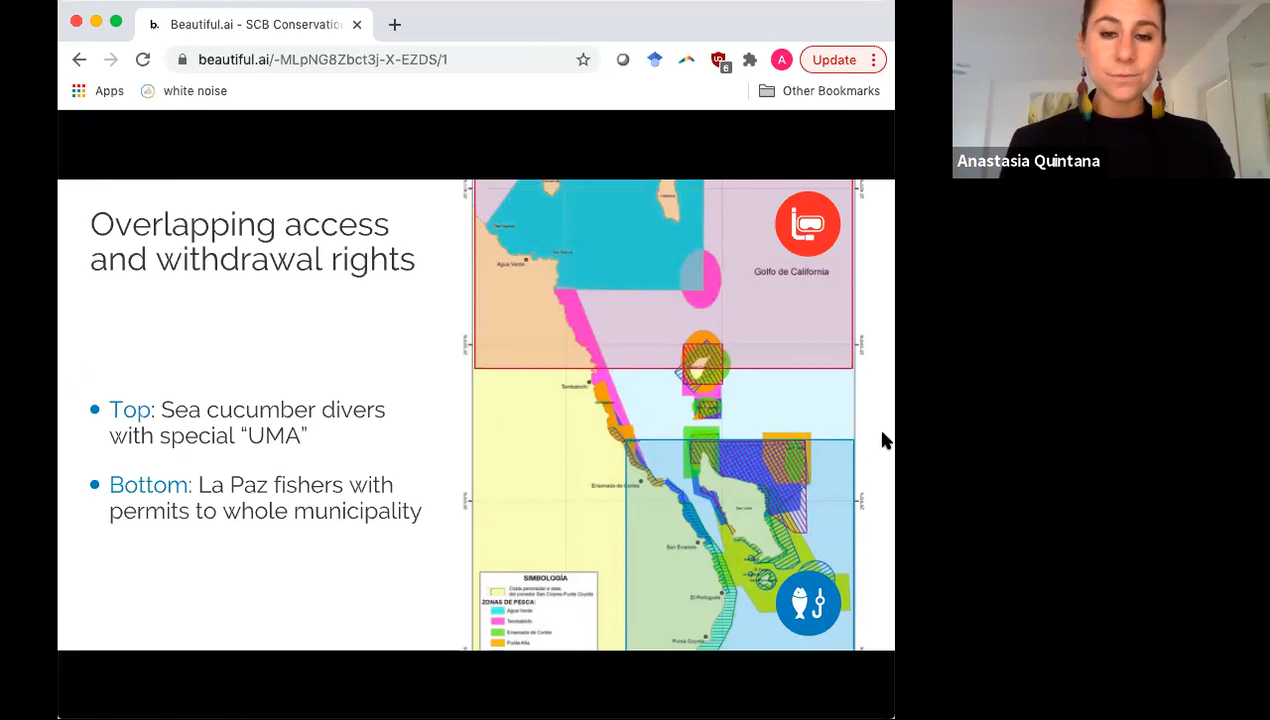 b. Beautiful.ai - SCB Conservatio
beautiful.ai/-MLpNG8Zbct3j-X-EZDS/1
6
A
Update
Apps
white noise
Other Bookmarks
Anastasia Quintana
Overlapping access
and withdrawal rights
Top: Sea cucumber divers
with special “UMA”
Bottom: La Paz fishers with
permits to whole municipality
Agua Verde
Golfo de California
Tembabichi
Ensenada de Cortés
San Evaristo
El Portugués
Punta Coyote
SIMBOLOGÍA
ZONAS DE PESCA:
Agua Verde
Tembabichi
Ensenada de Cortés
Punta Alta